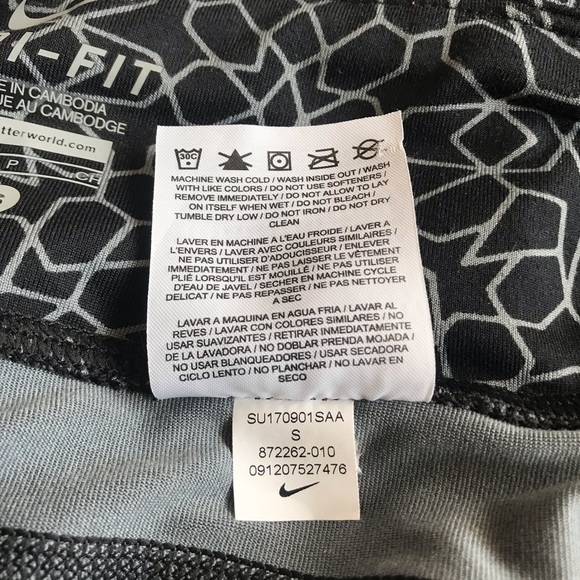 I-FIT
E IN CAMBODIA
QUE AU CAMBODGE
tterworld.com
P
CH
S
30C
MACHINE WASH COLD / WASH INSIDE OUT / WASH
WITH LIKE COLORS / DO NOT USE SOFTENERS /
REMOVE IMMEDIATELY / DO NOT ALLOW TO LAY
ON ITSELF WHEN WET / DO NOT BLEACH /
TUMBLE DRY LOW / DO NOT IRON / DO NOT DRY
CLEAN
LAVER EN MACHINE A L'EAU FROIDE / LAVER A
L'ENVERS / LAVER AVEC COULEURS SIMILAIRES /
NE PAS UTILISER D'ADOUCISSEUR / ENLEVER
IMMEDIATEMENT / NE PAS LAISSER LE VÊTEMENT
PLIÉ LORSQU'IL EST MOUILLÉ / NE PAS UTILISER
EAU DE JAVEL / SECHER EN MACHINE CYCLE
DELICAT / NE PAS REPASSER / NE PAS NETTOYER
A SEC
LAVAR A MAQUINA EN AGUA FRIA / LAVAR AL
REVES / LAVAR CON COLORES SIMILARES / NO
USAR SUAVIZANTES / RETIRAR INMEDIATAMENTE
DE LA LAVADORA / NO DOBLAR PRENDA MOJADA /
NO USAR BLANQUEADORES / USAR SECADORA
CICLO LENTO / NO PLANCHAR / NO LAVAR EN
SECO
SU170901SAA
S
872262-010
091207527476